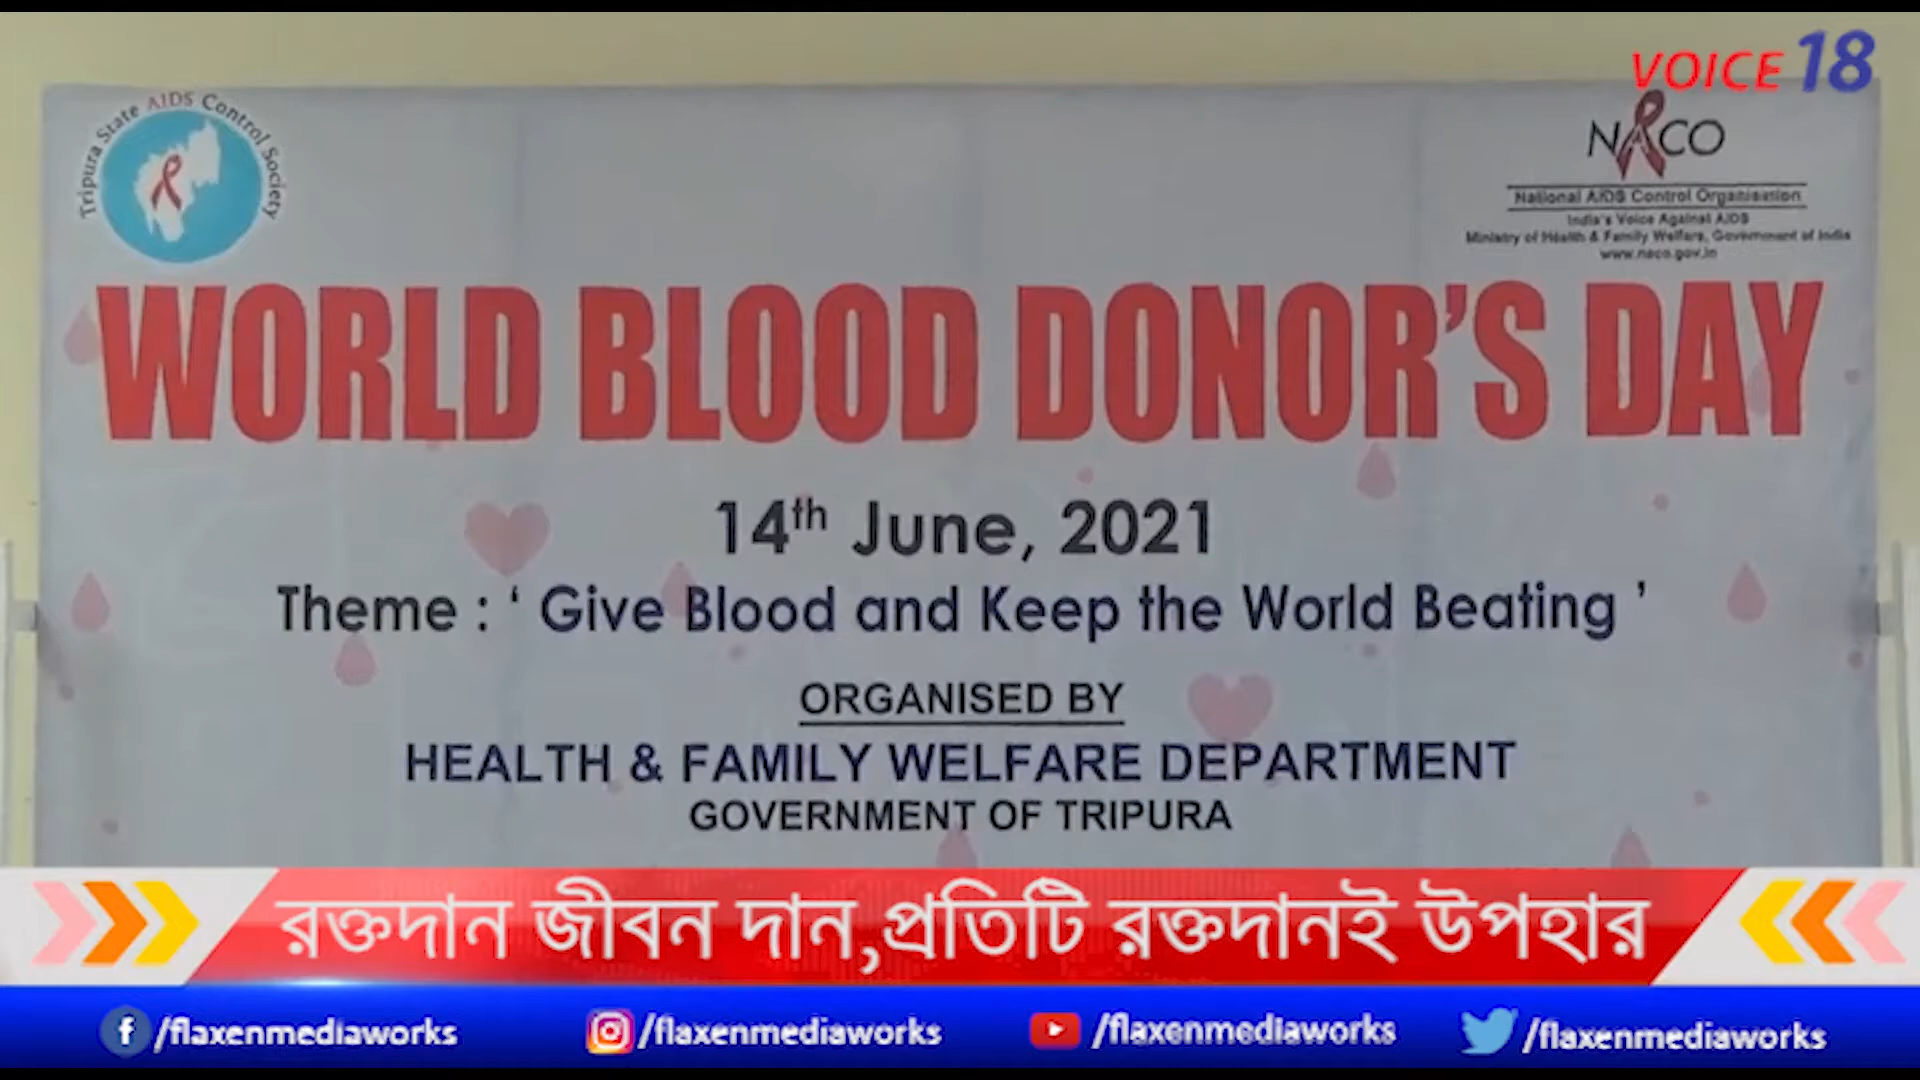 VOICE 18
Tripura State AIDS Control Society
NACO
National AIDS Control Organisation
India's Voice Against AIDS
Ministry of Health & Family Welfare, Government of India
www.naco.gov.in
WORLD BLOOD DONOR'S DAY
14th June, 2021
Theme : ‘ Give Blood and Keep the World Beating ’
ORGANISED BY
HEALTH & FAMILY WELFARE DEPARTMENT
GOVERNMENT OF TRIPURA
রক্তদান জীবন দান,প্রতিটি রক্তদানই উপহার
/flaxenmediaworks /flaxenmediaworks /flaxenmediaworks /flaxenmediaworks